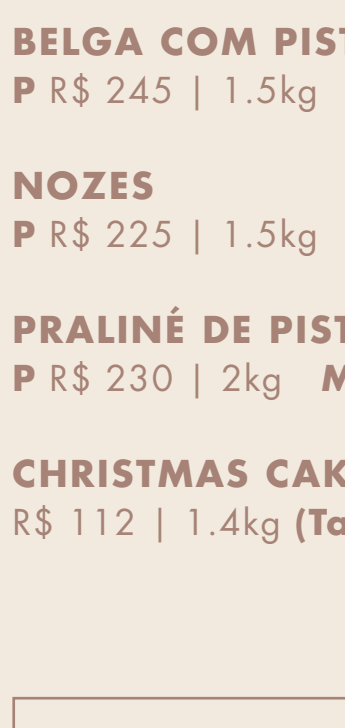 BELGA COM PIST
P R$ 245 | 1.5kg
NOZES
P R$ 225 | 1.5kg
PRALINÉ DE PIST
P R$ 230 | 2kg M
CHRISTMAS CAK
R$ 112 | 1.4kg (Ta